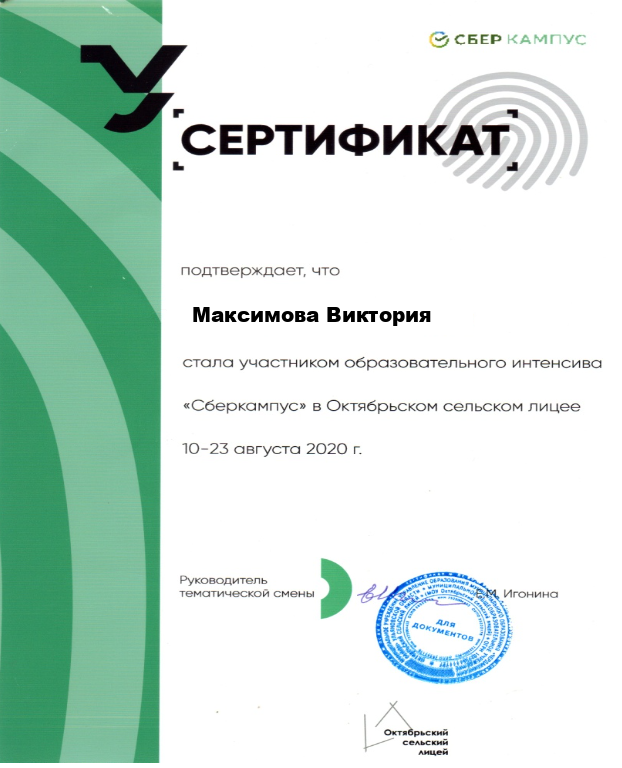 СБЕР КАМПУС
У
СЕРТИФИКАТ
подтверждает, что
Максимова Виктория
стала участником образовательного интенсива
«Сберкампус» в Октябрьском сельском лицее
10-23 августа 2020 г.
Руководитель
тематической смены
Е.М. Игонина
ДЛЯ
ДОКУМЕНТОВ
Октябрьский
сельский
лицей